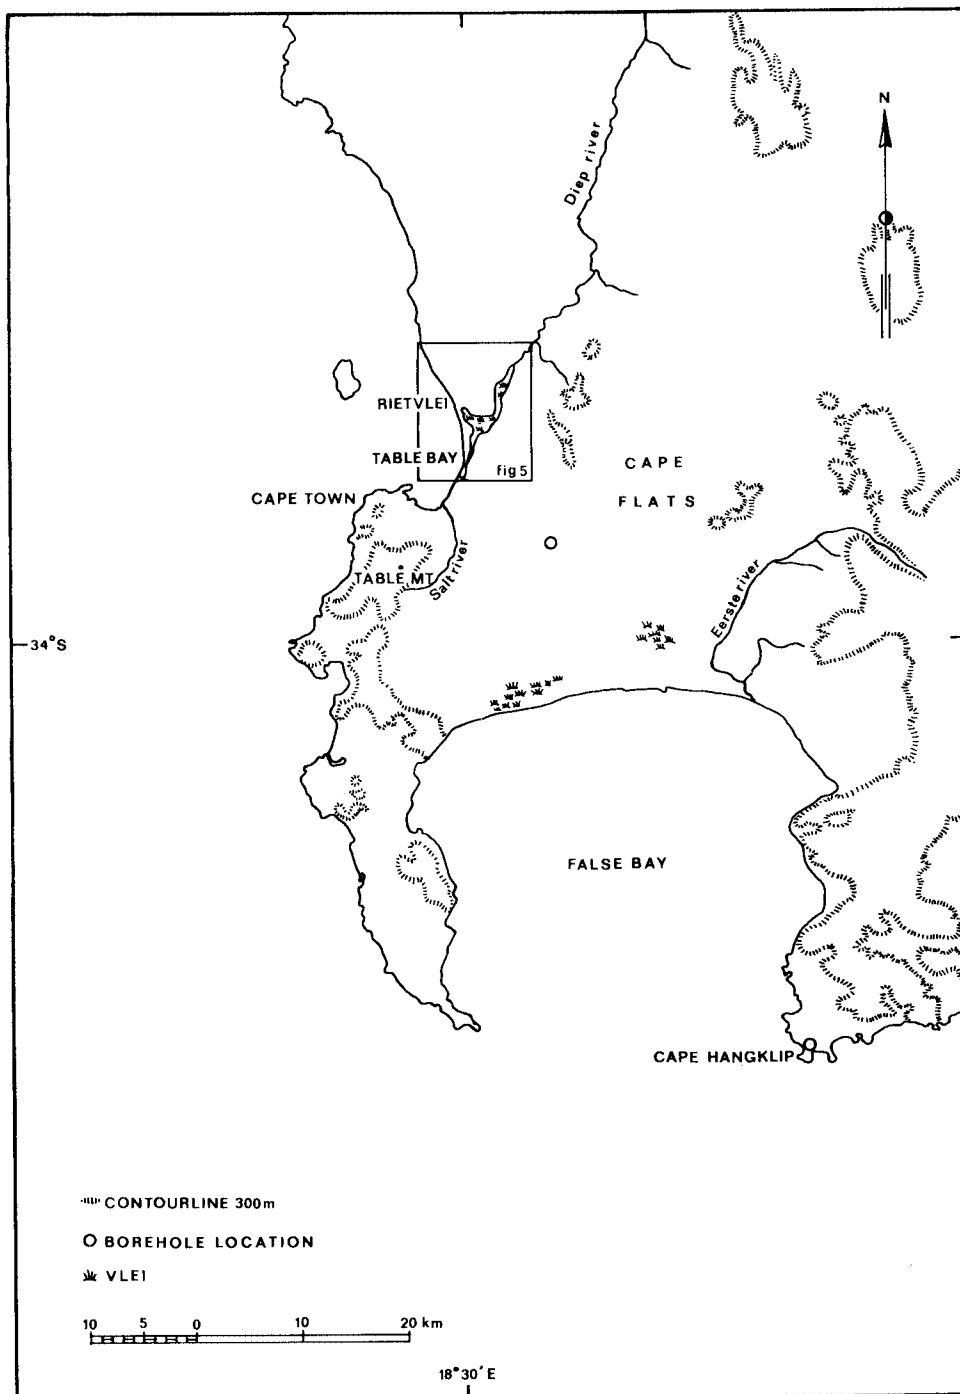 N
Diep river
RIETVLEI
TABLE BAY
fig 5
CAPE TOWN
CAPE
FLATS
TABLE MT
Salt river
Eerste river
34°S
FALSE BAY
CAPE HANGKLIP
CONTOURLINE 300m
BOREHOLE LOCATION
VLEI
10 5 0 10 20 km
18°30' E